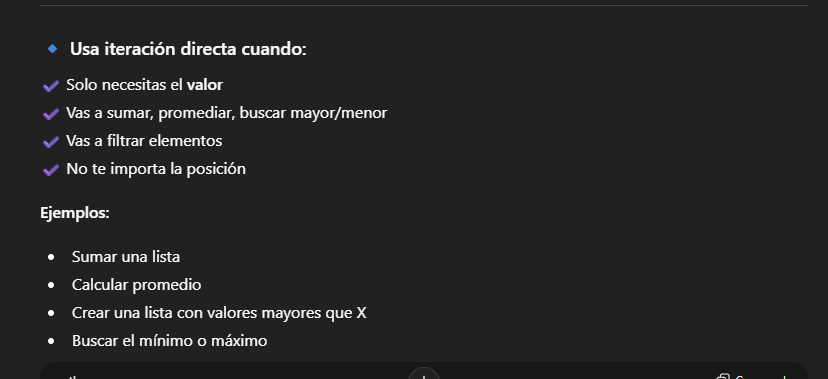 Usa iteración directa cuando:
Solo necesitas el valor
Vas a sumar, promediar, buscar mayor/menor
Vas a filtrar elementos
No te importa la posición
Ejemplos:
Sumar una lista
Calcular promedio
Crear una lista con valores mayores que X
Buscar el mínimo o máximo